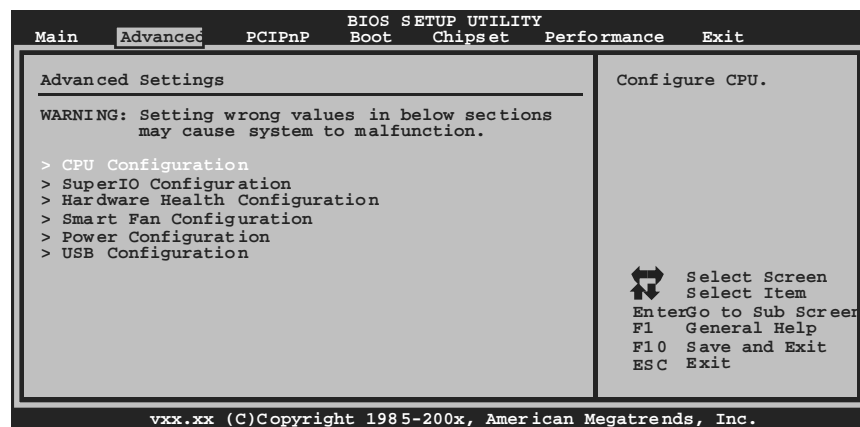 BIOS SETUP UTILITY
Main Advanced PCIPnP Boot Chipset Performance Exit
Advanced Settings
WARNING: Setting wrong values in below sections
may cause system to malfunction.
> CPU Configuration
> SuperIO Configuration
> Hardware Health Configuration
> Smart Fan Configuration
> Power Configuration
> USB Configuration
Configure CPU.
Select Screen
Select Item
Enter Go to Sub Screen
F1 General Help
F10 Save and Exit
ESC Exit
vxx.xx (C)Copyright 1985-200x, American Megatrends, Inc.